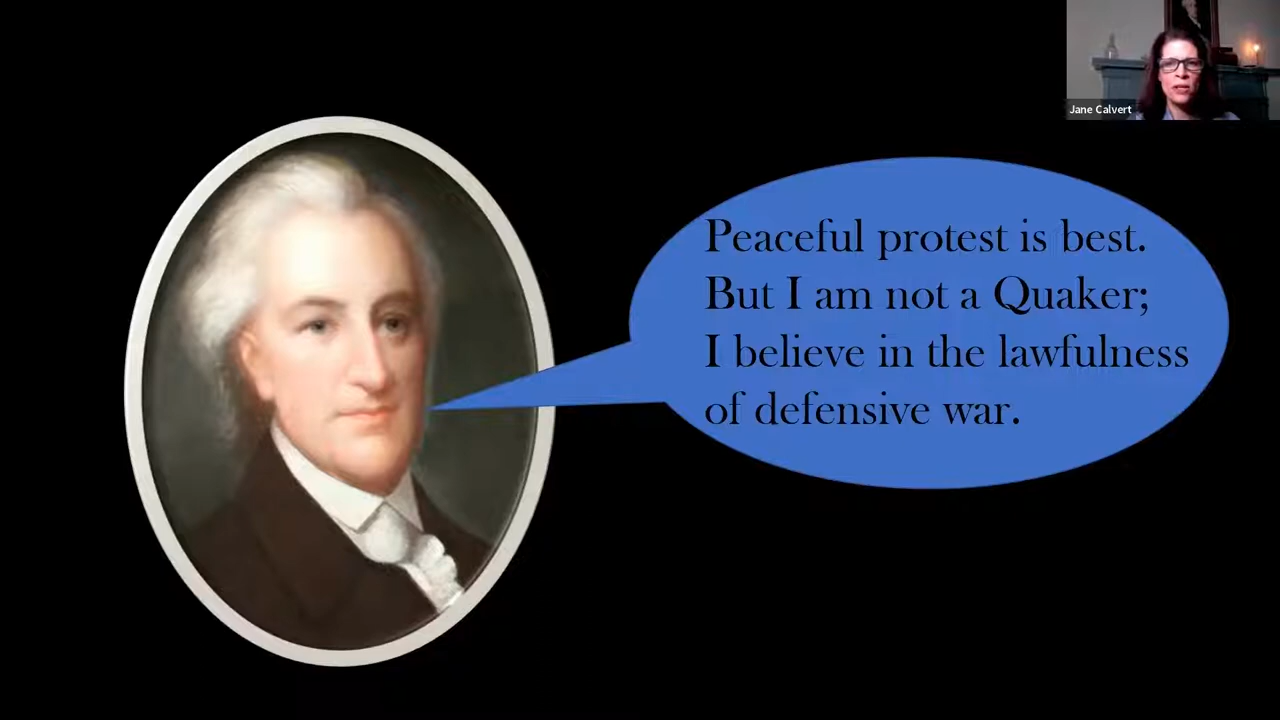 Jane Calvert
Peaceful protest is best.
But I am not a Quaker;
I believe in the lawfulness
of defensive war.